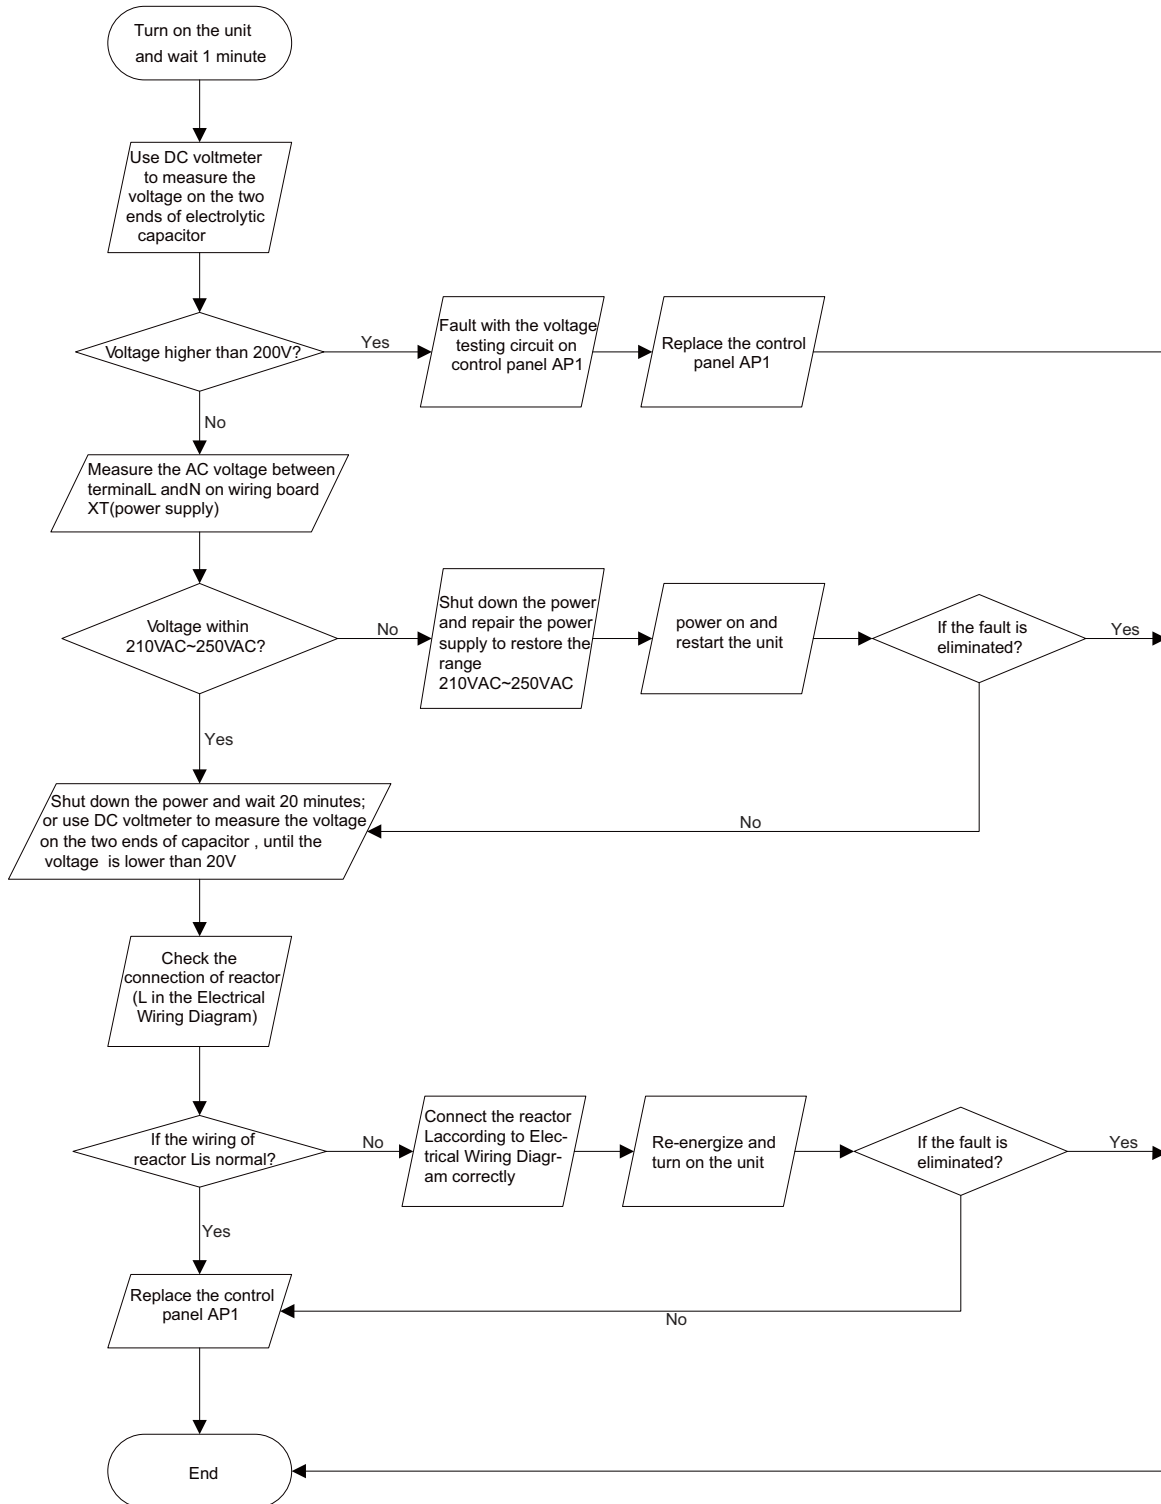 Turn on the unit
and wait 1 minute
Use DC voltmeter
to measure the
voltage on the two
ends of electrolytic
capacitor
Voltage higher than 200V?
Yes
Fault with the voltage
testing circuit on
control panel AP1
Replace the control
panel AP1
No
Measure the AC voltage between
terminalL andN on wiring board
XT(power supply)
Voltage within
210VAC~250VAC?
No
Shut down the power
and repair the power
supply to restore the
range
210VAC~250VAC
power on and
restart the unit
If the fault is
eliminated?
Yes
Yes
No
Shut down the power and wait 20 minutes;
or use DC voltmeter to measure the voltage
on the two ends of capacitor , until the
voltage is lower than 20V
Check the
connection of reactor
(L in the Electrical
Wiring Diagram)
If the wiring of
reactor Lis normal?
No
Connect the reactor
Laccording to Elec-
trical Wiring Diagr-
am correctly
Re-energize and
turn on the unit
If the fault is
eliminated?
Yes
Yes
No
Replace the control
panel AP1
End